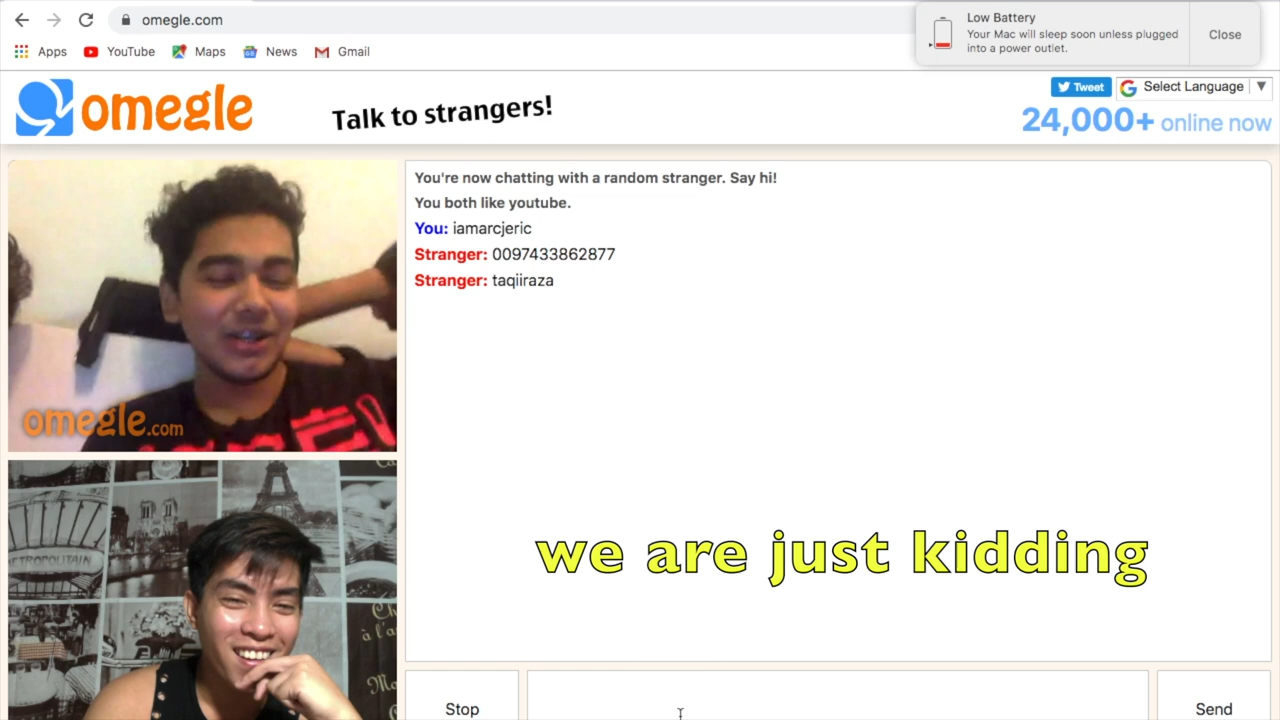 omegle.com
Low Battery
Your Mac will sleep soon unless plugged
into a power outlet.
Close
Apps
YouTube
Maps
News
Gmail
omegle
Talk to strangers!
Tweet
Select Language
24,000+ online now
You're now chatting with a random stranger. Say hi!
You both like youtube.
You: iamarcjeric
Stranger: 0097433862877
Stranger: taqiiraza
omegle.com
METROPOLITAIN
we are just kidding
Stop
Send